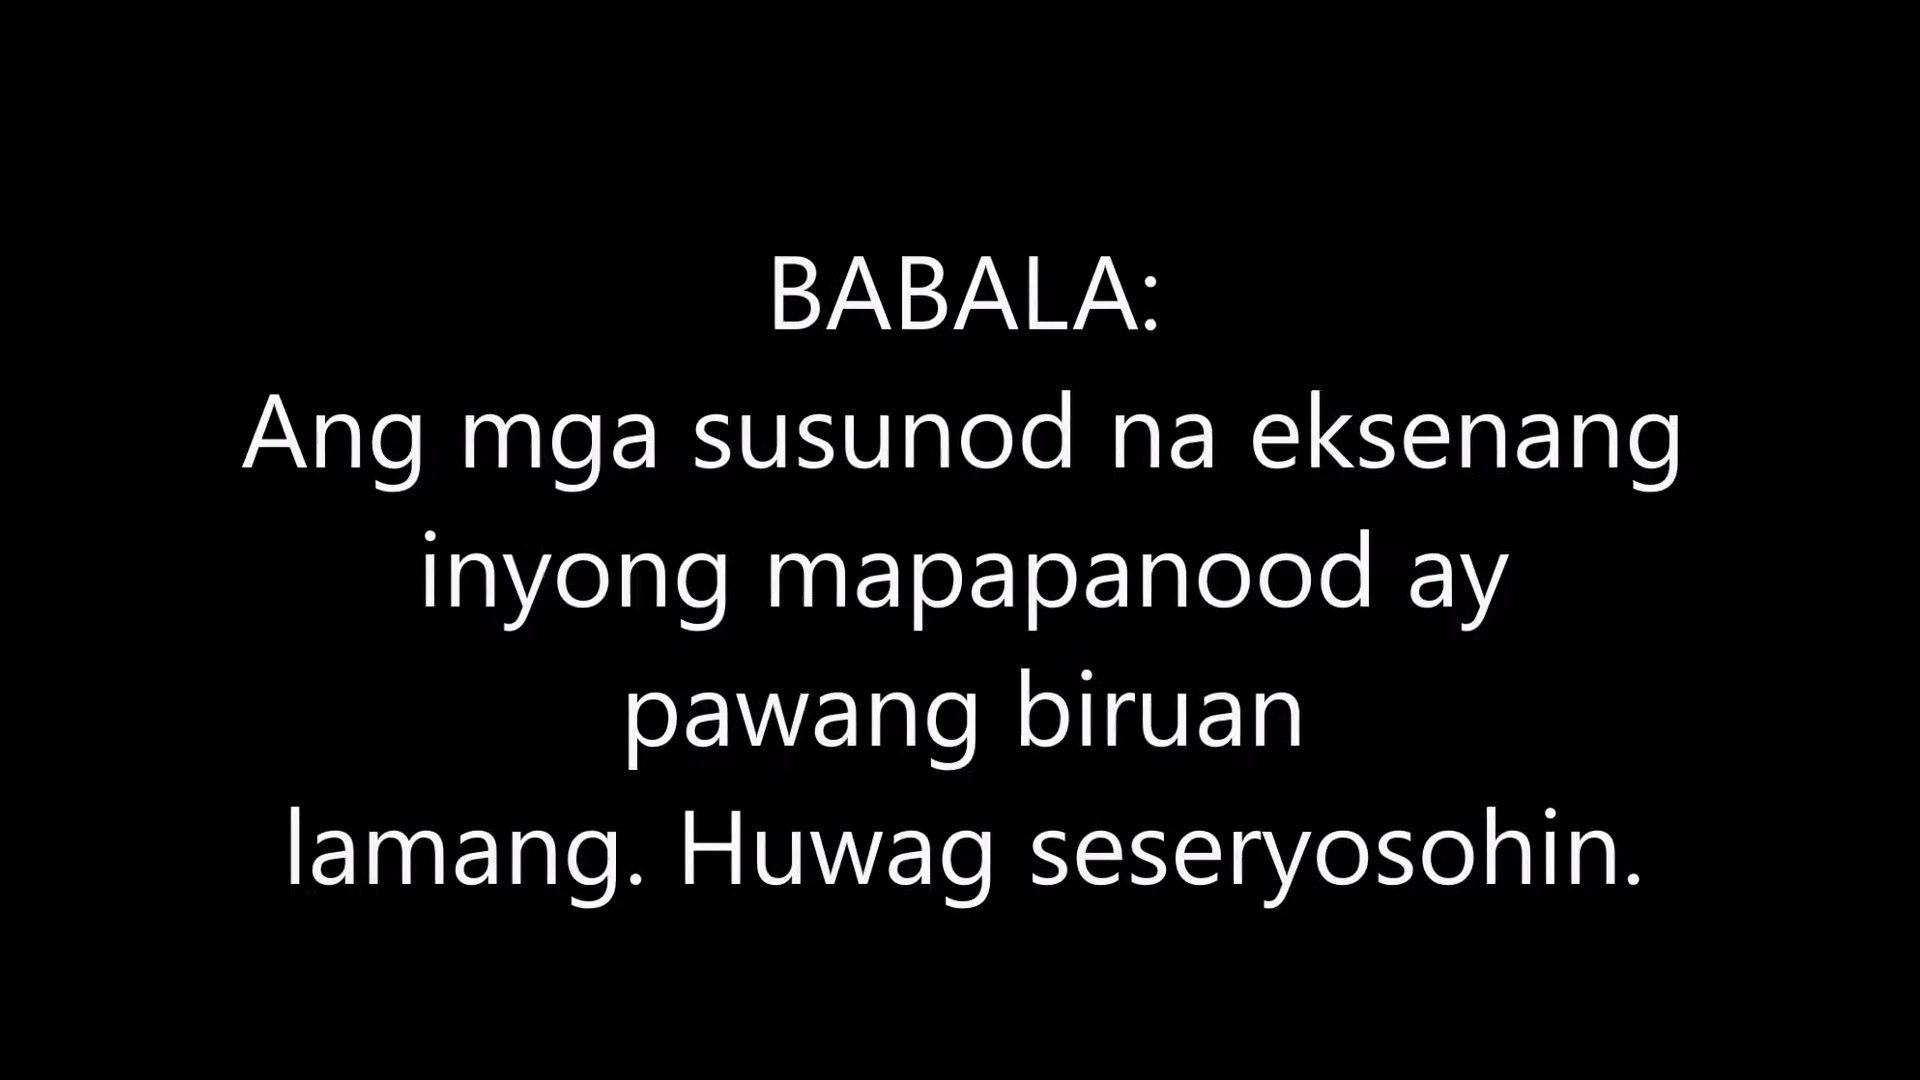 BABALA:
Ang mga susunod na eksenang
inyong mapapanood ay
pawang biruan
lamang. Huwag seseryosohin.